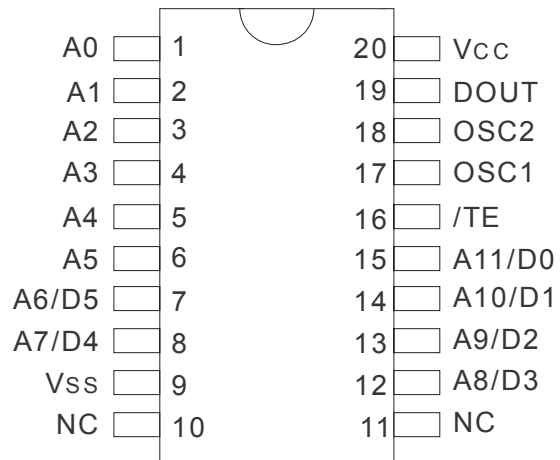 A0 1 20 Vcc
A1 2 19 DOUT
A2 3 18 OSC2
A3 4 17 OSC1
A4 5 16 /TE
A5 6 15 A11/D0
A6/D5 7 14 A10/D1
A7/D4 8 13 A9/D2
Vss 9 12 A8/D3
NC 10 11 NC